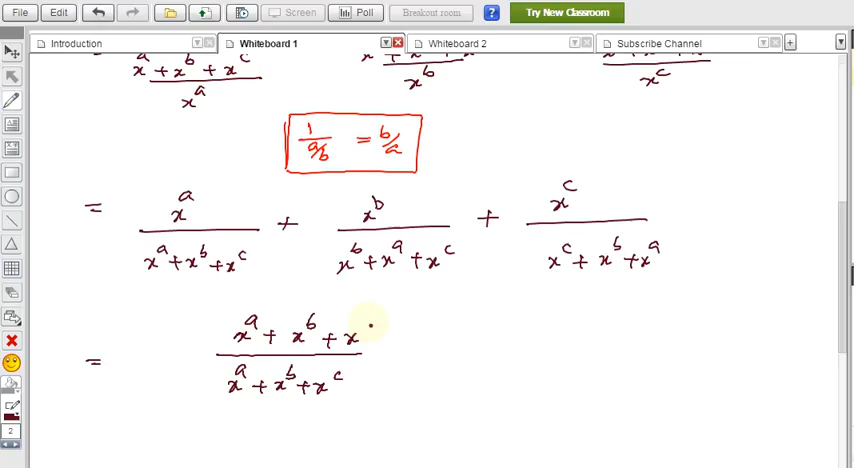 File Edit Screen Poll Breakout room ? Try New Classroom
Introduction Whiteboard 1 Whiteboard 2 Subscribe Channel
= x^a + x^b + x^c
x^a x^b x^c
1/(a/b) = b/a
= x^a/(x^a + x^b + x^c) + x^b/(x^b + x^a + x^c) + x^c/(x^c + x^b + x^a)
= (x^a + x^b + x)/(x^a + x^b + x^c)
2